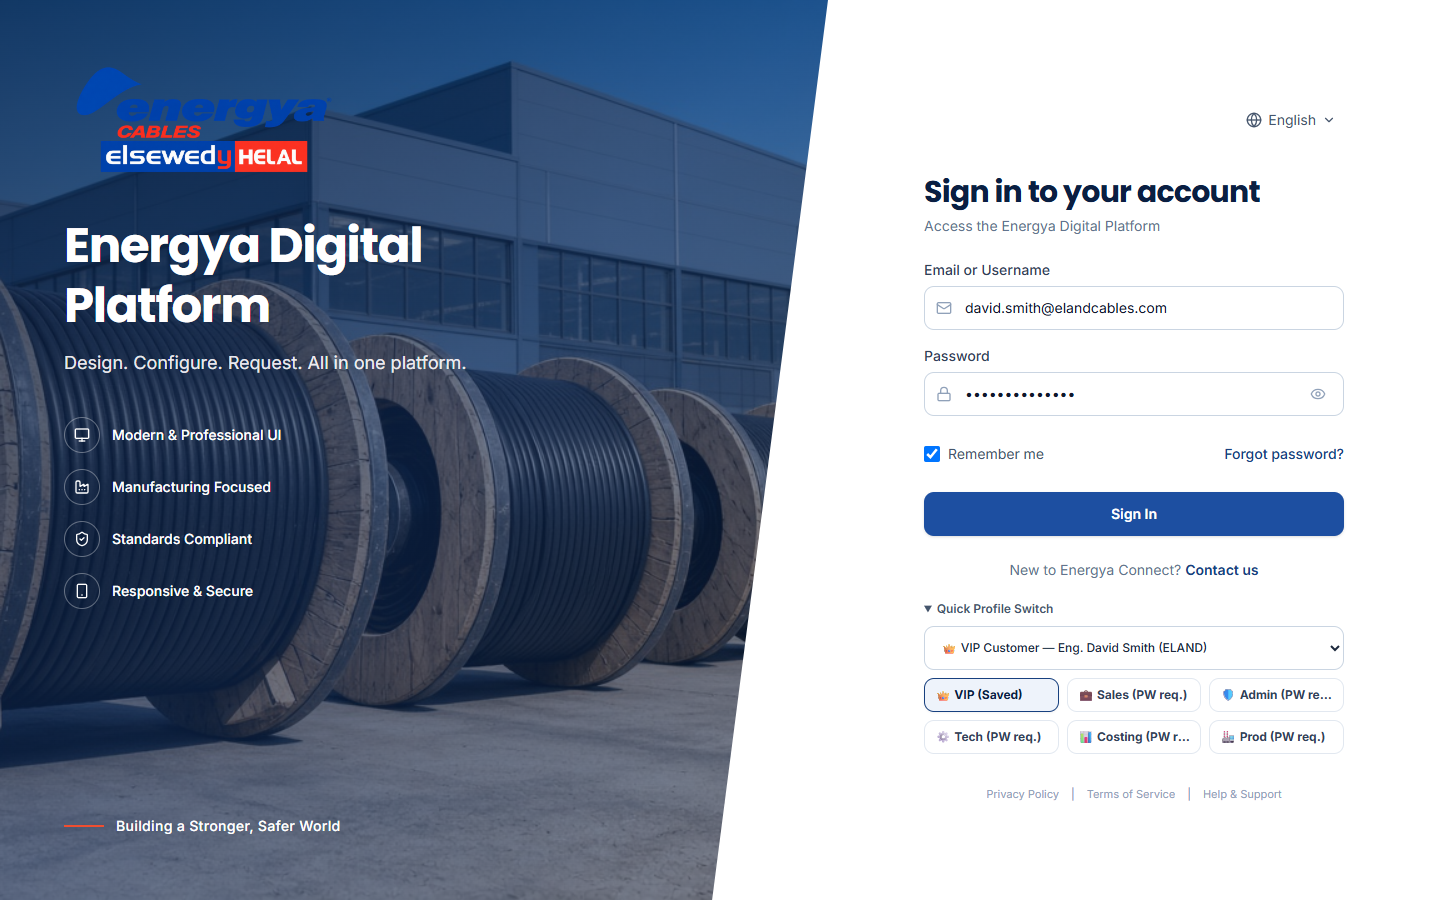 energya
CABLES
elsewedy HELAL
Energya Digital
Platform
Design. Configure. Request. All in one platform.
Modern & Professional UI
Manufacturing Focused
Standards Compliant
Responsive & Secure
Building a Stronger, Safer World
English
Sign in to your account
Access the Energya Digital Platform
Email or Username
david.smith@elandcables.com
Password
••••••••••••••
Remember me
Forgot password?
Sign In
New to Energya Connect? Contact us
▼ Quick Profile Switch
VIP Customer — Eng. David Smith (ELAND)
VIP (Saved)
Sales (PW req.)
Admin (PW re...
Tech (PW req.)
Costing (PW r...
Prod (PW req.)
Privacy Policy | Terms of Service | Help & Support